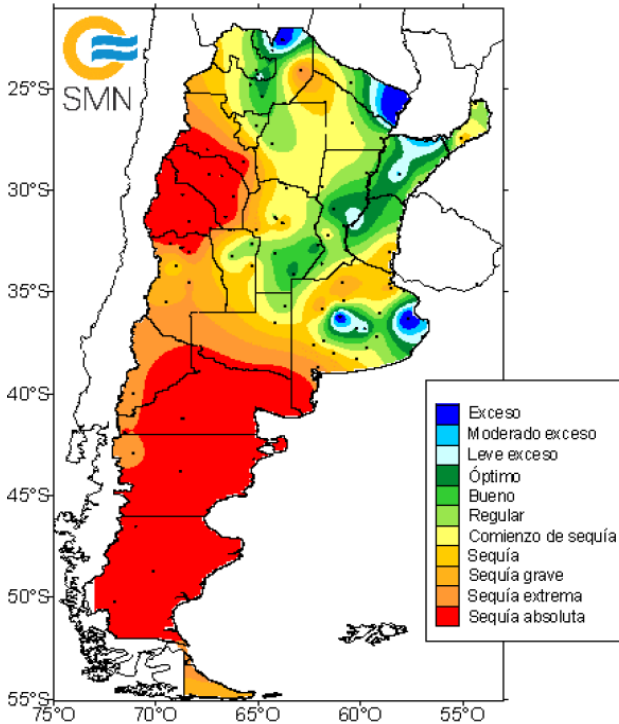 SMN
25°S
30°S
35°S
40°S
45°S
50°S
55°S
75°O
70°O
65°O
60°O
55°O
Exceso
Moderado exceso
Leve exceso
Óptimo
Bueno
Regular
Comienzo de sequía
Sequía
Sequía grave
Sequía extrema
Sequía absoluta